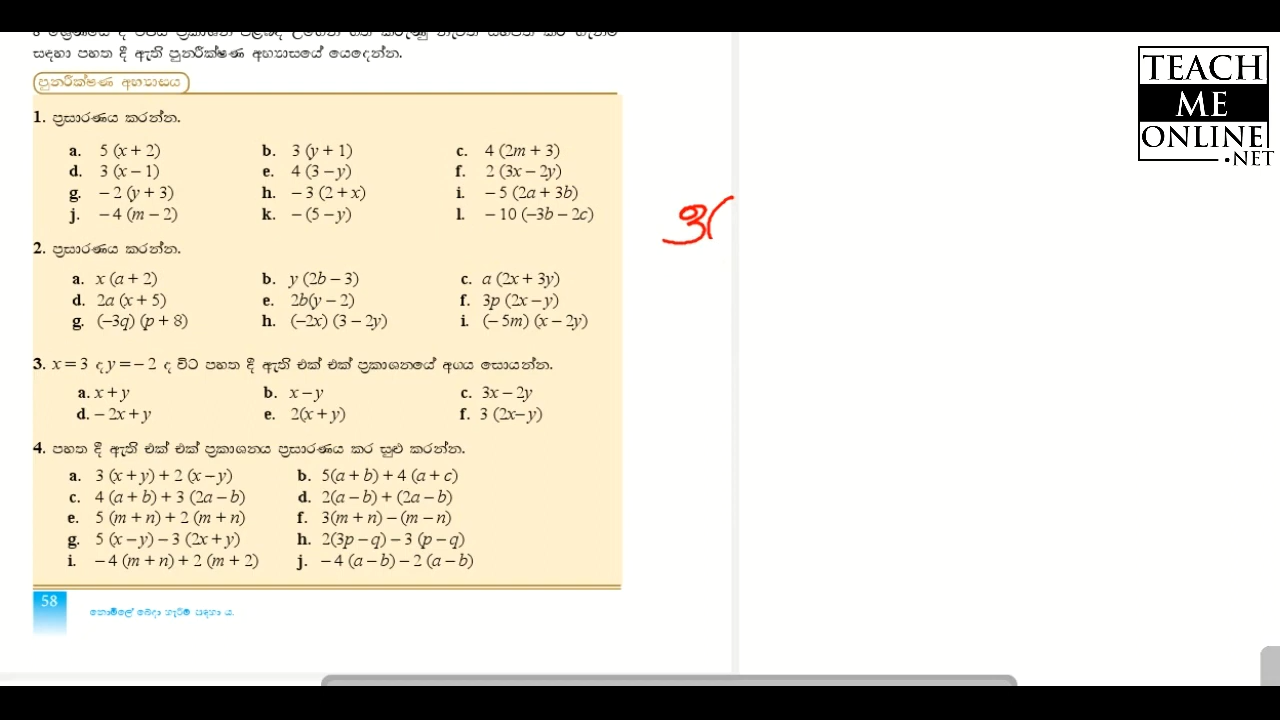 සඳහා පහත දී ඇති පුනරීක්ෂණ අභ්‍යාසයේ යෙදෙන්න.
TEACH
ME
ONLINE
.NET
පුනරීක්ෂණ අභ්‍යාසය
1. ප්‍රසාරණය කරන්න.
a. 5 (x + 2) b. 3 (y + 1) c. 4 (2m + 3)
d. 3 (x – 1) e. 4 (3 – y) f. 2 (3x – 2y)
g. – 2 (y + 3) h. – 3 (2 + x) i. – 5 (2a + 3b)
j. – 4 (m – 2) k. – (5 – y) l. – 10 (–3b – 2c)
2. ප්‍රසාරණය කරන්න.
a. x (a + 2) b. y (2b – 3) c. a (2x + 3y)
d. 2a (x + 5) e. 2b(y – 2) f. 3p (2x – y)
g. (–3q) (p + 8) h. (–2x) (3 – 2y) i. (– 5m) (x – 2y)
3. x = 3 ද y = – 2 ද විට පහත දී ඇති එක් එක් ප්‍රකාශනයේ අගය සොයන්න.
a. x + y b. x – y c. 3x – 2y
d. – 2x + y e. 2(x + y) f. 3 (2x– y)
4. පහත දී ඇති එක් එක් ප්‍රකාශනය ප්‍රසාරණය කර සුළු කරන්න.
a. 3 (x + y) + 2 (x – y) b. 5(a + b) + 4 (a + c)
c. 4 (a + b) + 3 (2a – b) d. 2(a – b) + (2a – b)
e. 5 (m + n) + 2 (m + n) f. 3(m + n) – (m – n)
g. 5 (x – y) – 3 (2x + y) h. 2(3p – q) – 3 (p – q)
i. – 4 (m + n) + 2 (m + 2) j. – 4 (a – b) – 2 (a – b)
58
නොමිලේ බෙදා හැරීම සඳහා ය.